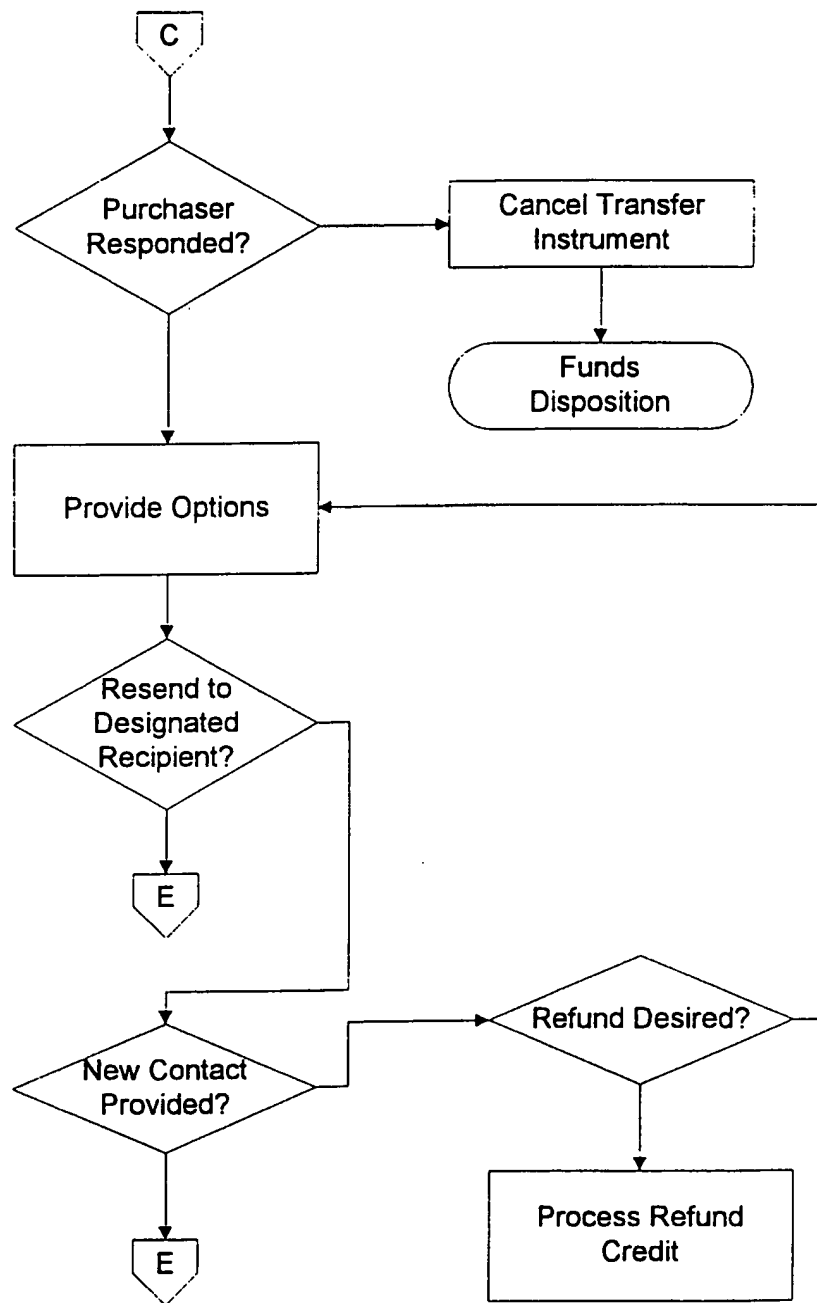 C
Purchaser
Responded?
Cancel Transfer
Instrument
Funds
Disposition
Provide Options
Resend to
Designated
Recipient?
E
Refund Desired?
New Contact
Provided?
Process Refund
Credit
E